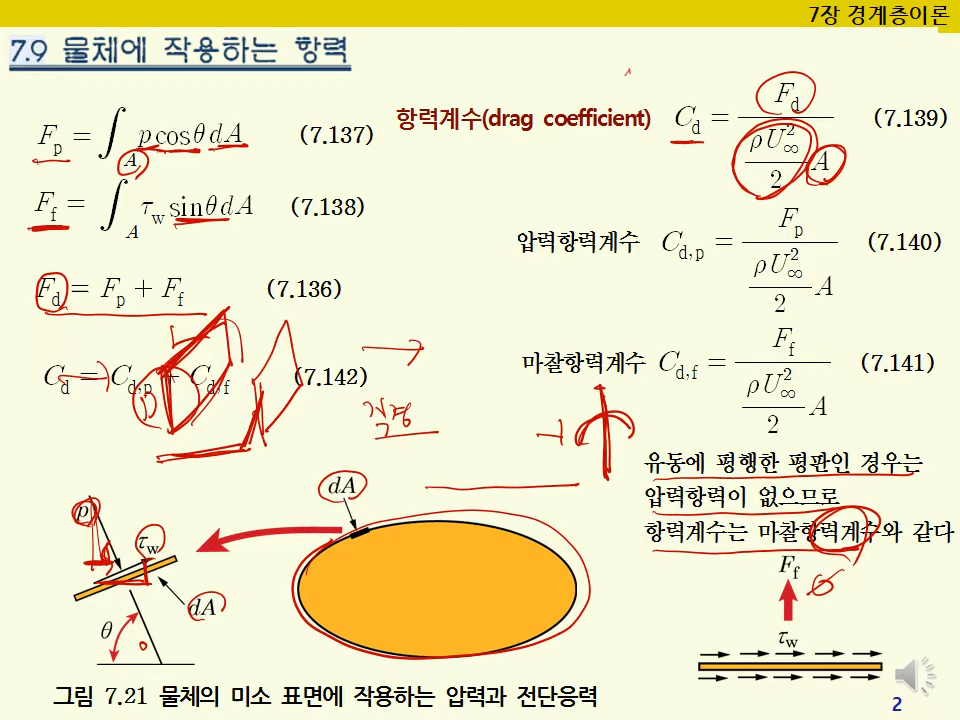 7장 경계층이론
7.9 물체에 작용하는 항력
F_p = ∫_A p cosθ dA (7.137)
항력계수(drag coefficient) C_d = F_d / (ρU_∞^2/2 A) (7.139)
F_f = ∫_A τ_w sinθ dA (7.138)
압력항력계수 C_d,p = F_p / (ρU_∞^2/2 A) (7.140)
F_d = F_p + F_f (7.136)
마찰항력계수 C_d,f = F_f / (ρU_∞^2/2 A) (7.141)
C_d = C_d,p + C_d,f (7.142)
유동에 평행한 평판인 경우는
압력항력이 없으므로
항력계수는 마찰항력계수와 같다
dA
p
τ_w
dA
θ
F_f
τ_w
그림 7.21 물체의 미소 표면에 작용하는 압력과 전단응력
2